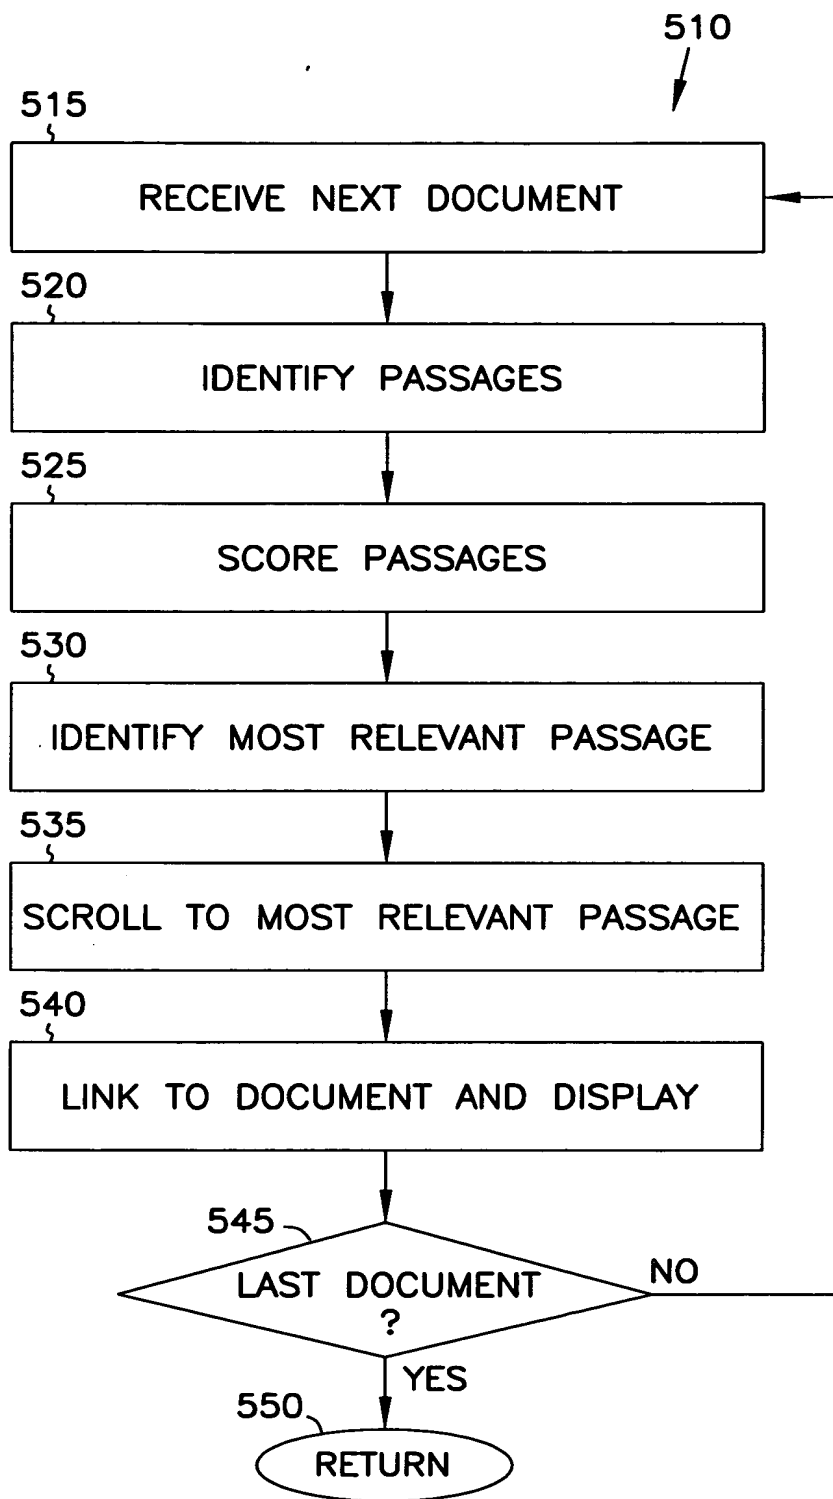 510
515
RECEIVE NEXT DOCUMENT
520
IDENTIFY PASSAGES
525
SCORE PASSAGES
530
IDENTIFY MOST RELEVANT PASSAGE
535
SCROLL TO MOST RELEVANT PASSAGE
540
LINK TO DOCUMENT AND DISPLAY
545
LAST DOCUMENT
?
NO
YES
550
RETURN